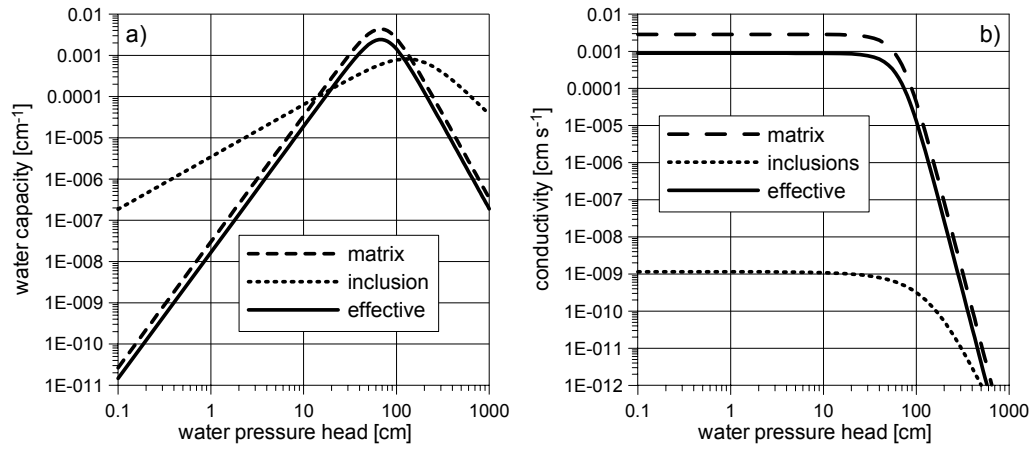 a)
water capacity [cm-1]
0.01
0.001
0.0001
1E-005
1E-006
1E-007
1E-008
1E-009
1E-010
1E-011
matrix
inclusion
effective
0.1 1 10 100 1000
water pressure head [cm]
b)
conductivity [cm s-1]
0.01
0.001
0.0001
1E-005
1E-006
1E-007
1E-008
1E-009
1E-010
1E-011
1E-012
matrix
inclusions
effective
0.1 1 10 100 1000
water pressure head [cm]